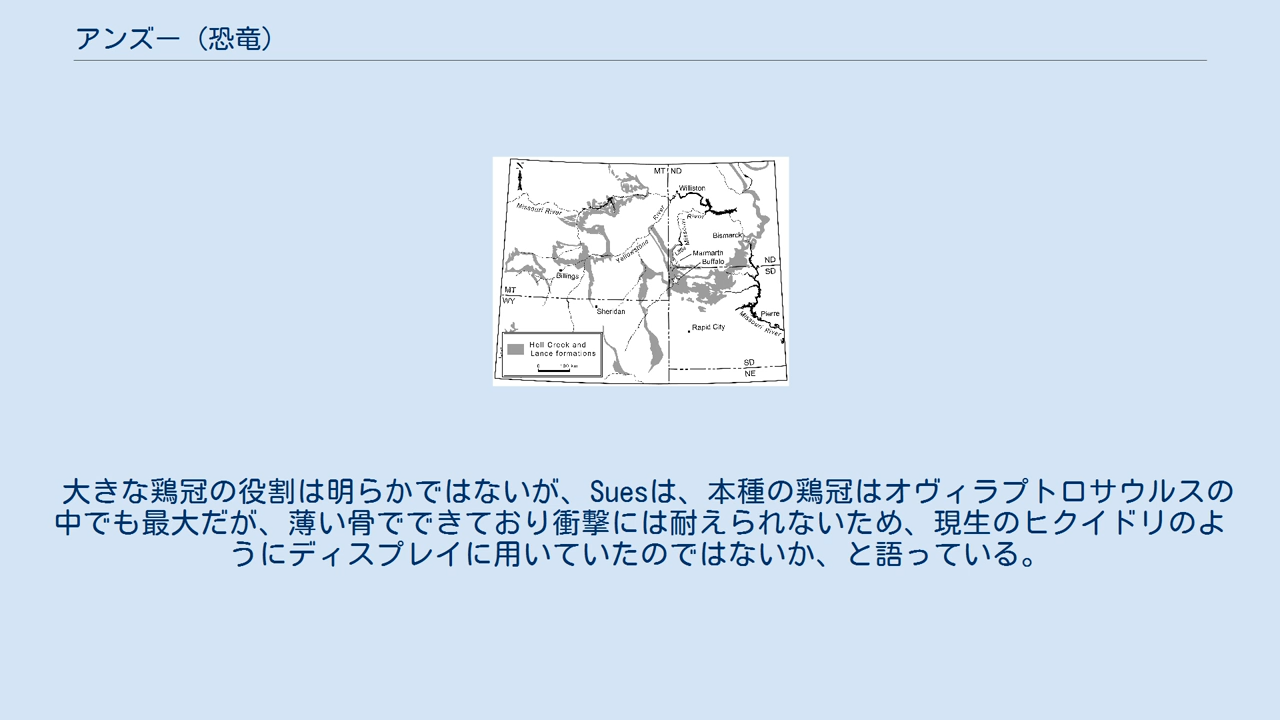 アンズー（恐竜）
N
MT ND
Williston
Missouri River
River
Missouri
River
Little
Bismarck
Yellowstone
Marmarth
Buffalo
ND
SD
Billings
MT
WY
Sheridan
Pierre
Missouri River
Rapid City
Hell Creek and
Lance formations
SD
NE
大きな鶏冠の役割は明らかではないが、Suesは、本種の鶏冠はオヴィラプトロサウルスの
中でも最大だが、薄い骨でできており衝撃には耐えられないため、現生のヒクイドリのよ
うにディスプレイに用いていたのではないか、と語っている。